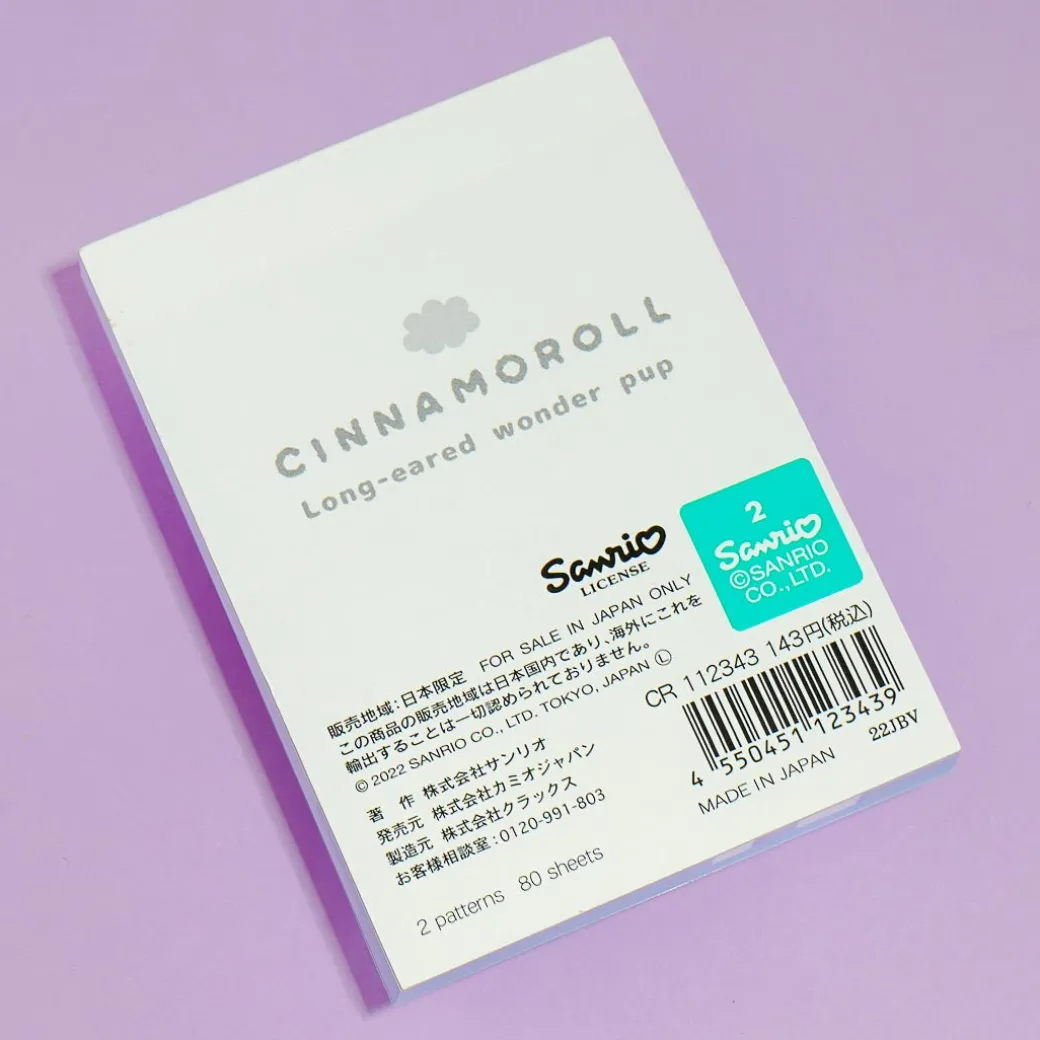 CINNAMOROLL
Long-eared wonder pup
Sanrio
LICENSE
2
Sanrio
©SANRIO
CO.,LTD.
販売地域:日本限定 FOR SALE IN JAPAN ONLY
この商品の販売地域は日本国内であり、海外にこれを
輸出することは一切認められておりません。
© 2022 SANRIO CO., LTD. TOKYO, JAPAN Ⓛ
著 作 株式会社サンリオ
発売元 株式会社カミオジャパン
製造元 株式会社クラックス
お客様相談室:0120-991-803
2 patterns 80 sheets
CR 112343 143円(税込)
4 550451 123439
MADE IN JAPAN 22JBV